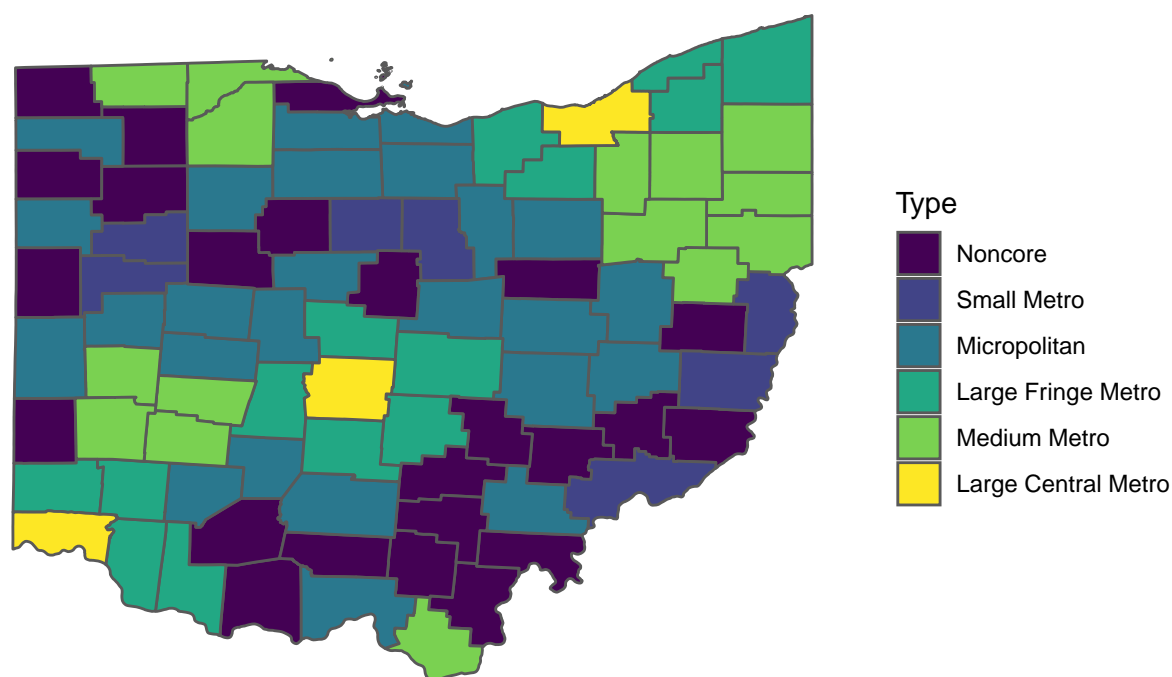 Type
Noncore
Small Metro
Micropolitan
Large Fringe Metro
Medium Metro
Large Central Metro